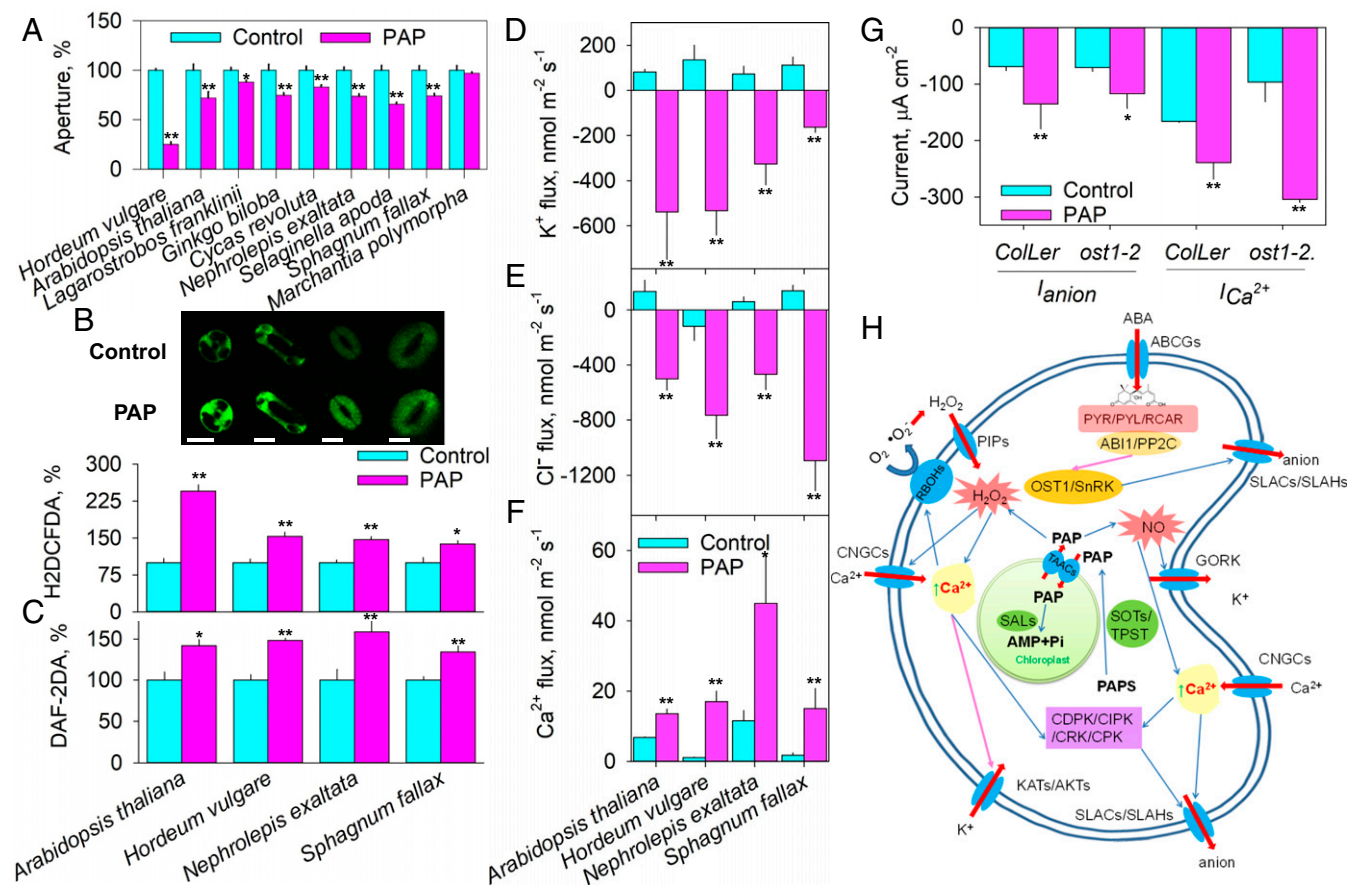 A
150
100
50
0
Aperture, %
Control
PAP
**
**
*
**
**
**
**
**
Hordeum vulgare
Arabidopsis thaliana
Lagarostrobos franklinii
Ginkgo biloba
Cycas revoluta
Nephrolepis exaltata
Selaginella apoda
Sphagnum fallax
Marchantia polymorpha
B
Control
PAP
Control
PAP
300
225
150
75
0
H2DCFDA, %
**
**
**
*
C
150
100
50
0
DAF-2DA, %
*
**
**
**
Arabidopsis thaliana
Hordeum vulgare
Nephrolepis exaltata
Sphagnum fallax
D
200
0
-200
-400
-600
K⁺ flux, nmol m⁻² s⁻¹
**
**
**
**
E
0
-400
-800
-1200
Cl⁻ flux, nmol m⁻² s⁻¹
**
**
**
**
F
60
40
20
0
Ca²⁺ flux, nmol m⁻² s⁻¹
Control
PAP
**
**
*
**
Arabidopsis thaliana
Hordeum vulgare
Nephrolepis exaltata
Sphagnum fallax
G
0
-100
-200
-300
Current, μA cm⁻²
**
*
**
**
Control
PAP
ColLer ost1-2 ColLer ost1-2.
Ianion ICa²⁺
H
ABA
ABCGs
OH
O
OH
PYR/PYL/RCAR
ABI1/PP2C
OST1/SnRK
anion
SLACs/SLAHs
H₂O₂
•O₂⁻
O₂
PIPs
RBOHs
H₂O₂
NO
PAP
PAP
TAACs
PAP
SALs
AMP+Pi
Chloroplast
SOTs/
TPST
PAPS
GORK
K⁺
CNGCs
Ca²⁺
↑Ca²⁺
CNGCs
Ca²⁺
↑Ca²⁺
CDPK/CIPK
/CRK/CPK
KATs/AKTs
K⁺
SLACs/SLAHs
anion